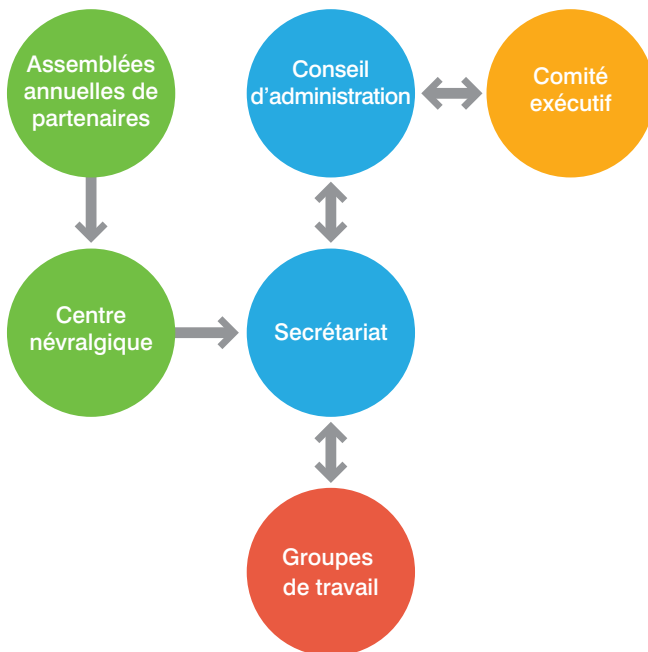 Assemblées
annuelles de
partenaires
Conseil
d'administration
Comité
exécutif
Centre
névralgique
Secrétariat
Groupes
de travail